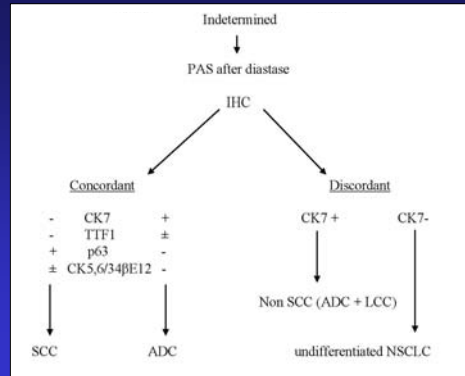 Indetermined
PAS after diastase
IHC
Concordant Discordant
- CK7 + CK7 + CK7-
- TTF1 ±
+ p63 -
± CK5,6/34βE12 -
Non SCC (ADC + LCC)
SCC ADC undifferentiated NSCLC